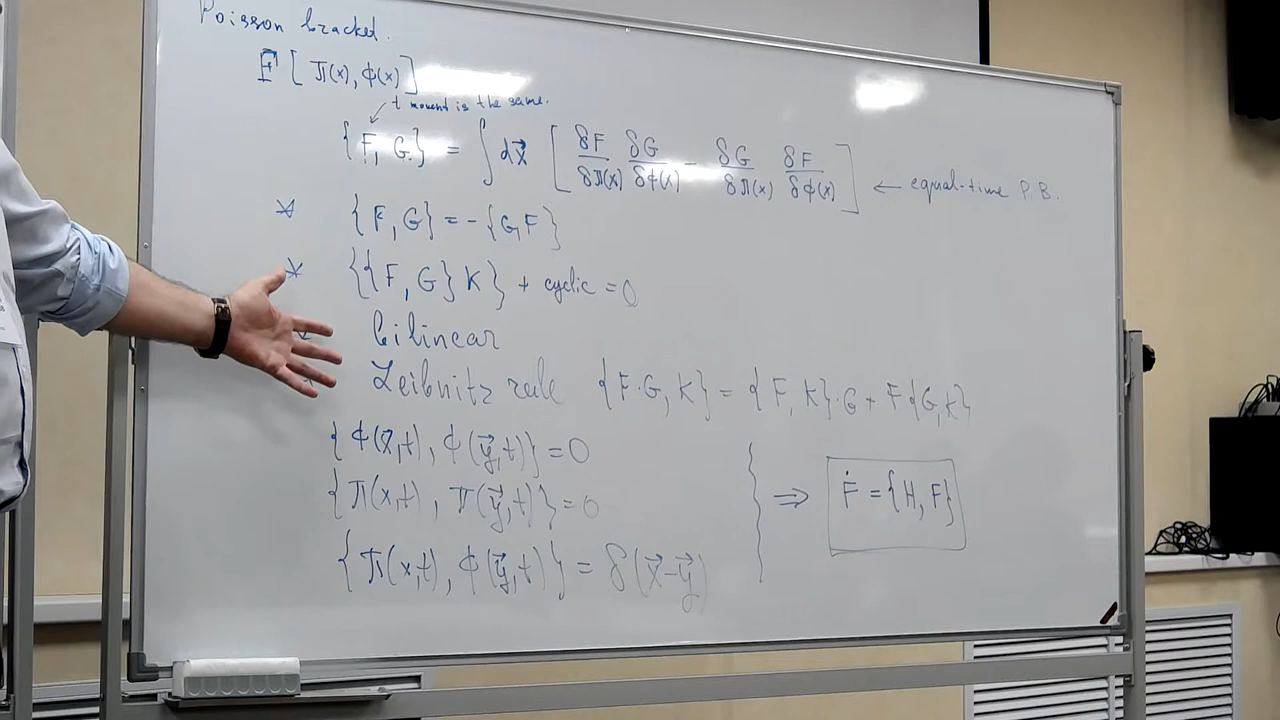 Poisson bracket.
F[π(x), φ(x)]
t moment is the same.
{F, G} = ∫dx⃗ [ δF/δπ(x) δG/δφ(x) - δG/δπ(x) δF/δφ(x) ] ← equal-time P.B.
* {F, G} = -{G, F}
* {{F, G} K} + cyclic = 0
bilinear
Leibnitz rule {F·G, K} = {F, K}·G + F{G, K}
{φ(x⃗,t), φ(y⃗,t)} = 0
{π(x,t), π(y⃗,t)} = 0 ⇒ Ḟ = {H, F}
{π(x,t), φ(y⃗,t)} = δ(x⃗-y⃗)